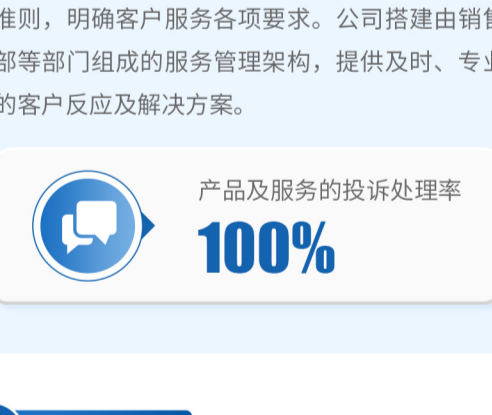 准则，明确客户服务各项要求。公司搭建由销售
部等部门组成的服务管理架构，提供及时、专业
的客户反应及解决方案。
产品及服务的投诉处理率
100%